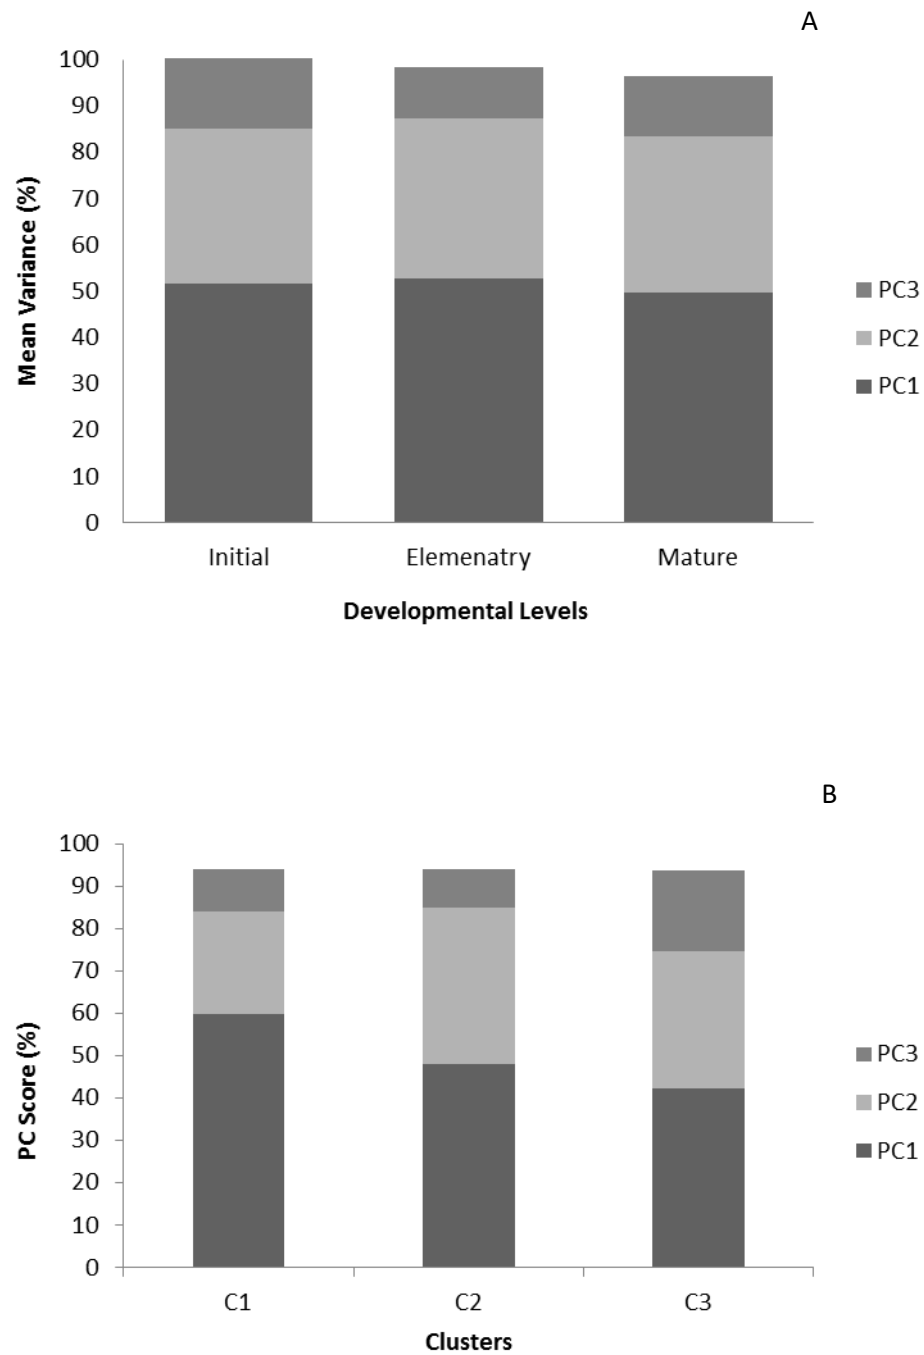 A
100
90
80
70
60
50
40
30
20
10
0
Mean Variance (%)
Initial Elemenatry Mature
Developmental Levels
PC3
PC2
PC1
B
100
90
80
70
60
50
40
30
20
10
0
PC Score (%)
C1 C2 C3
Clusters
PC3
PC2
PC1